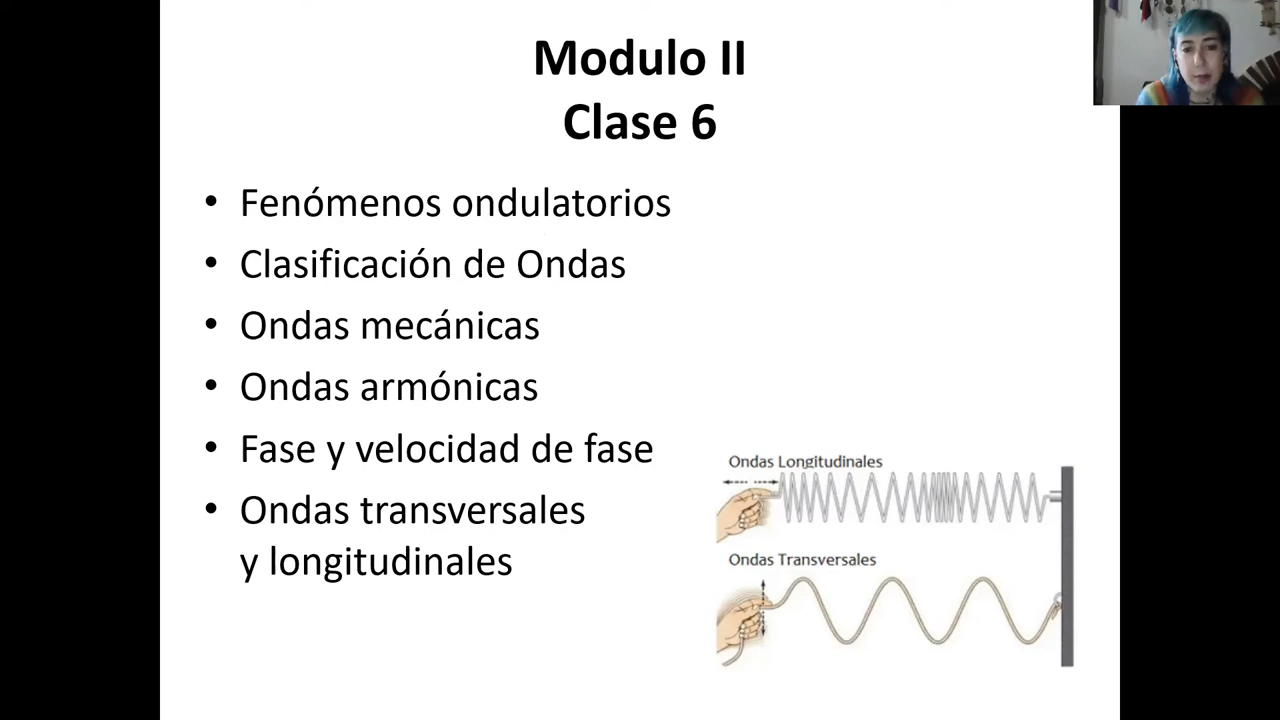 Modulo II
Clase 6
• Fenómenos ondulatorios
• Clasificación de Ondas
• Ondas mecánicas
• Ondas armónicas
• Fase y velocidad de fase
• Ondas transversales
y longitudinales
Ondas Longitudinales
Ondas Transversales